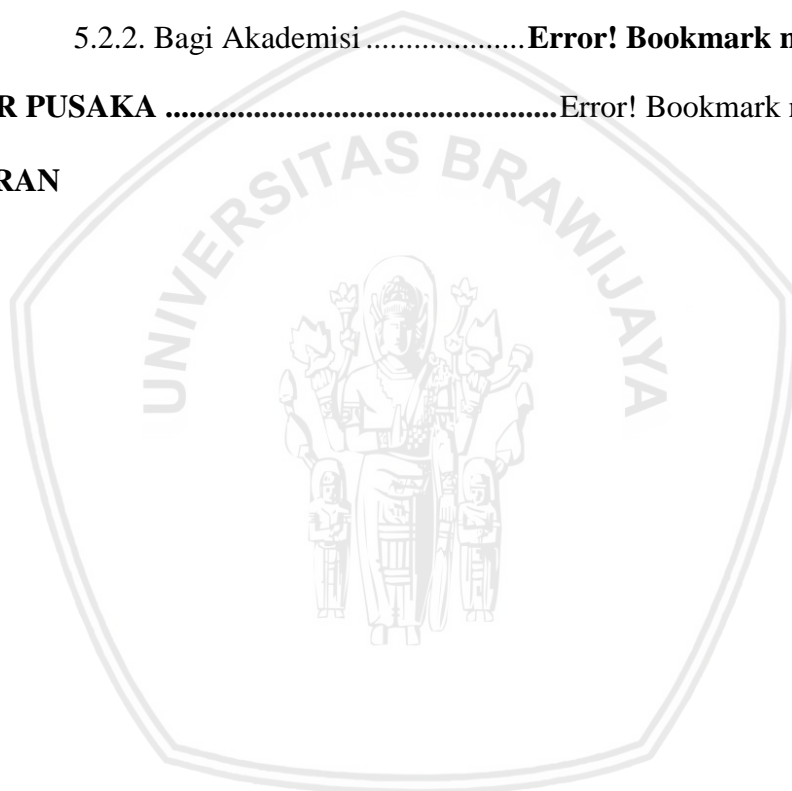 5.2.2. Bagi Akademisi ....................Error! Bookmark n
R PUSAKA ..................................................Error! Bookmark n
RAN
UNIVERSITAS BRAWIJAYA